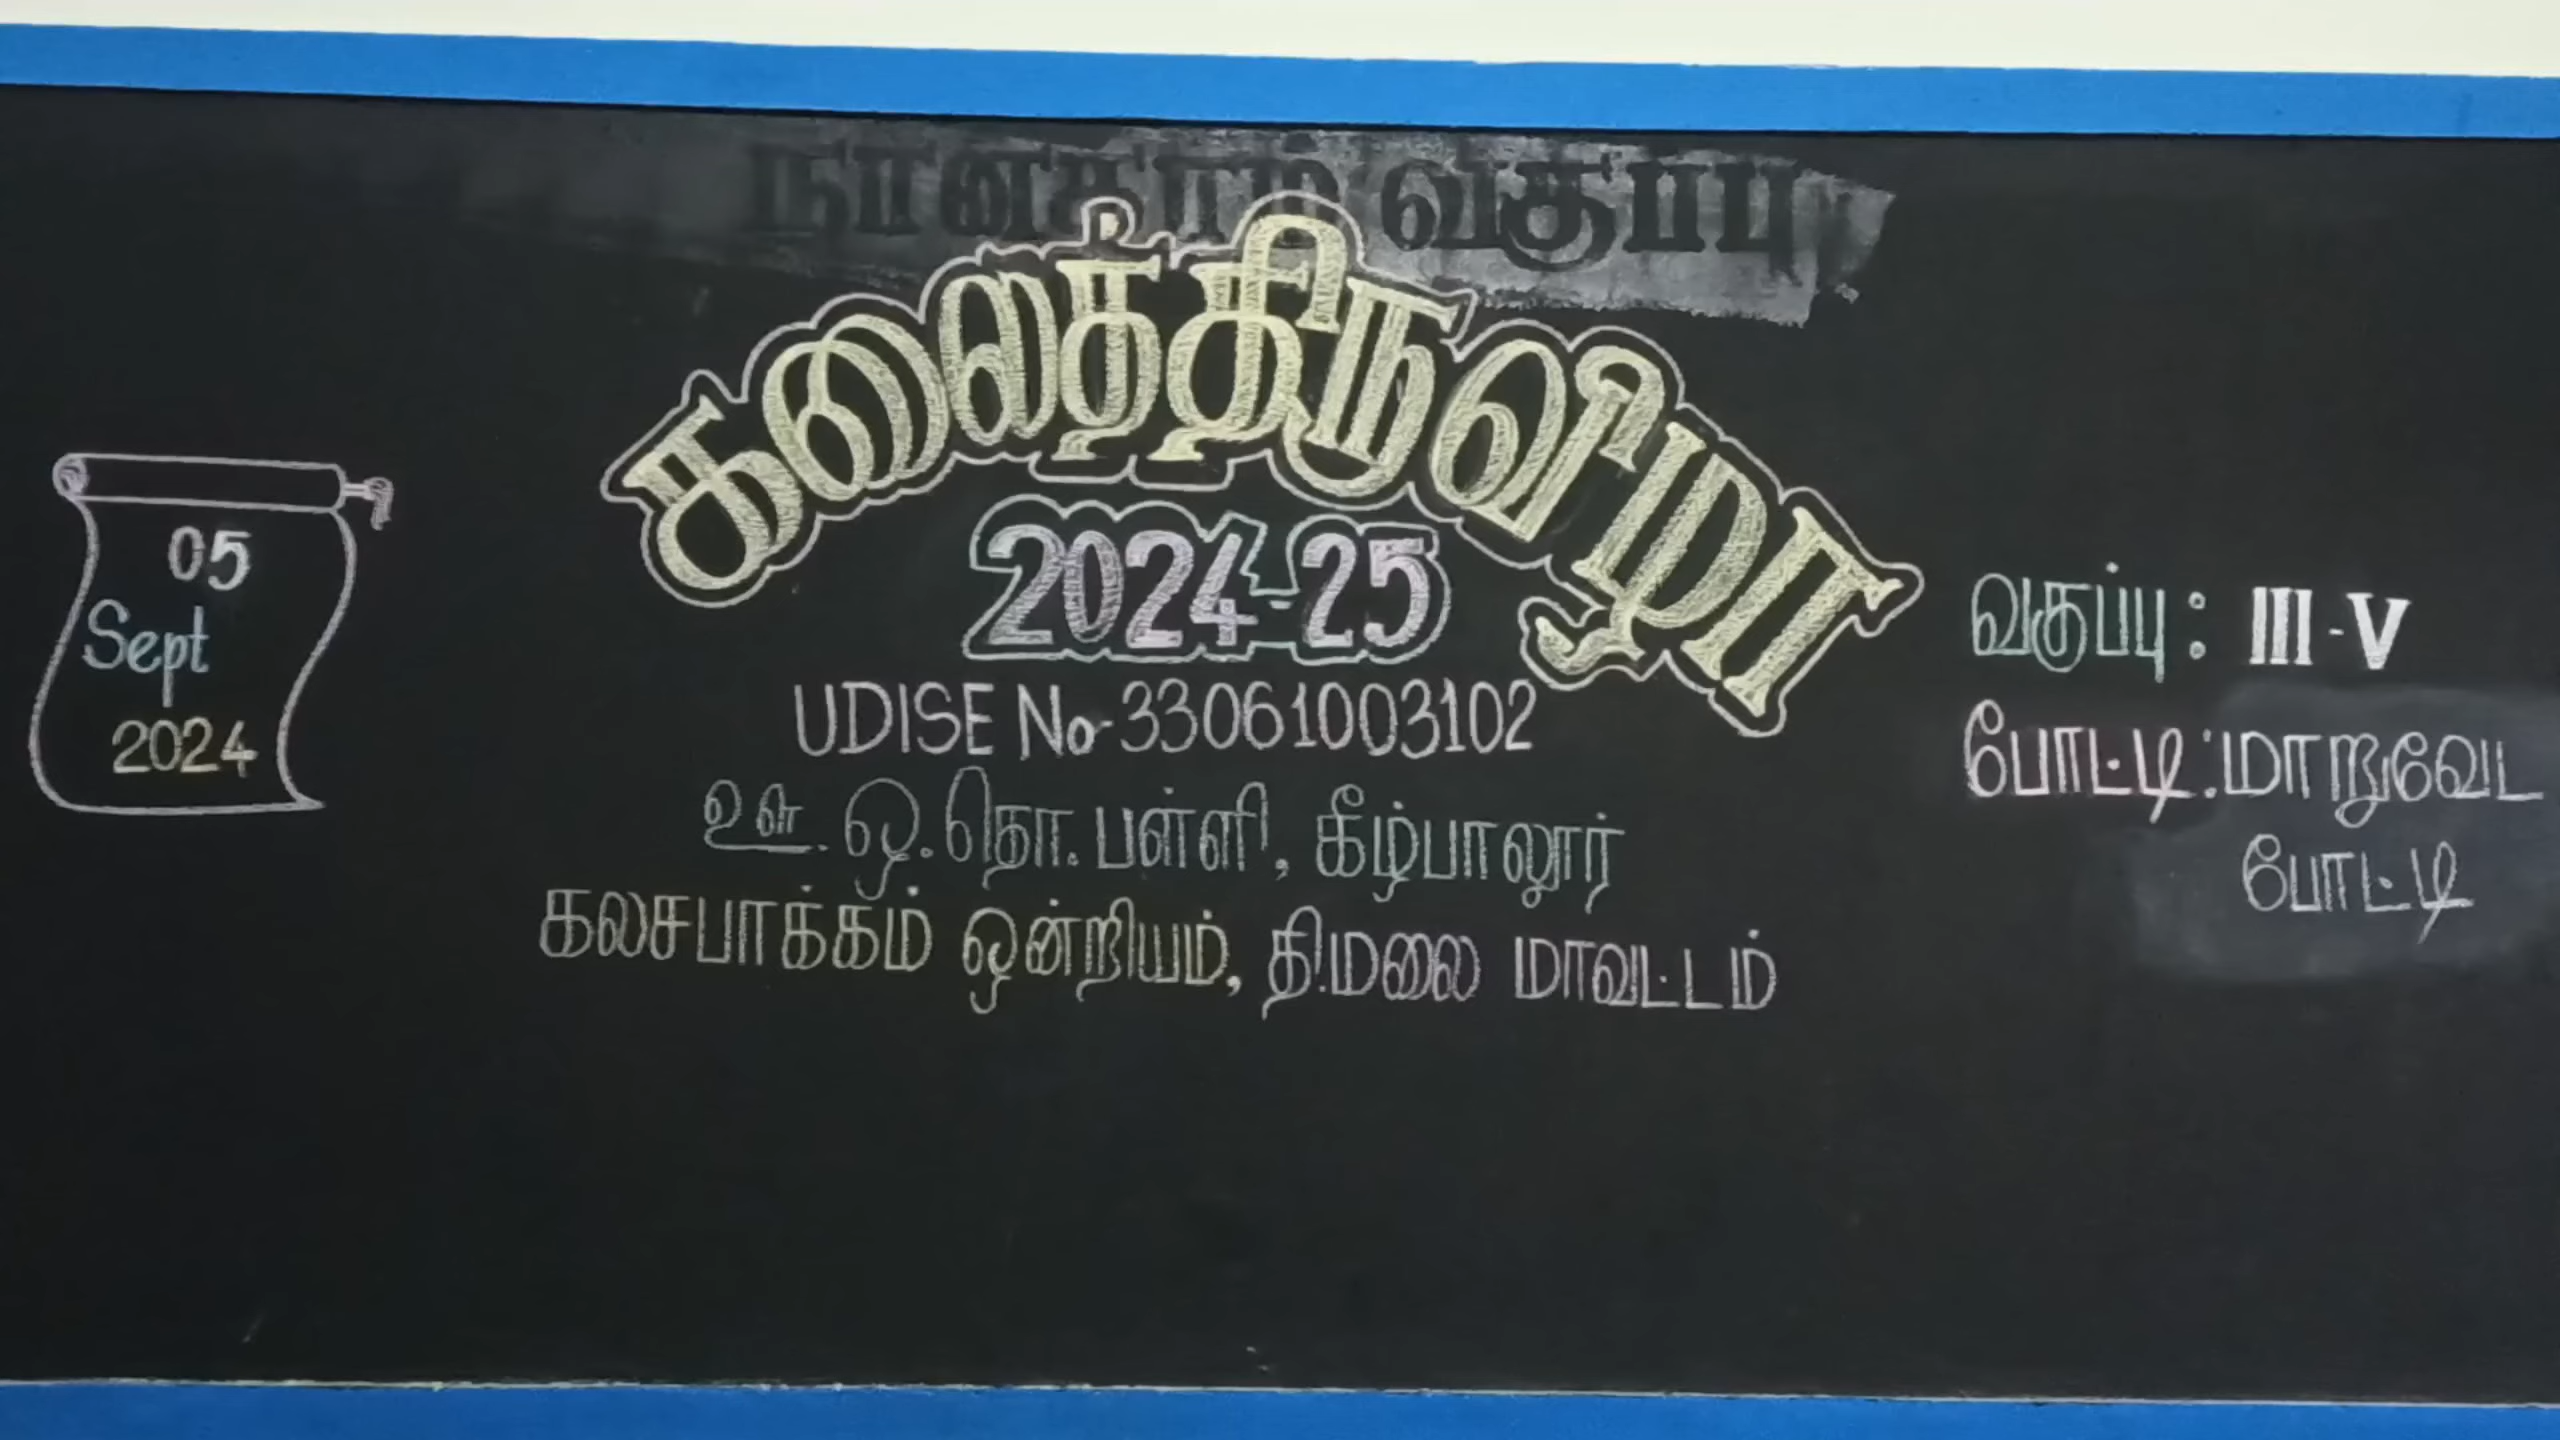 நான்காம் வகுப்பு
கலைத்திருவிழா
2024-25
UDISE No-33061003102
ஊ.ஒ.தொ.பள்ளி, கீழ்பாலூர்
கலசபாக்கம் ஒன்றியம், தி.மலை மாவட்டம்
05
Sept
2024
வகுப்பு : III-V
போட்டி:மாறுவேட
போட்டி